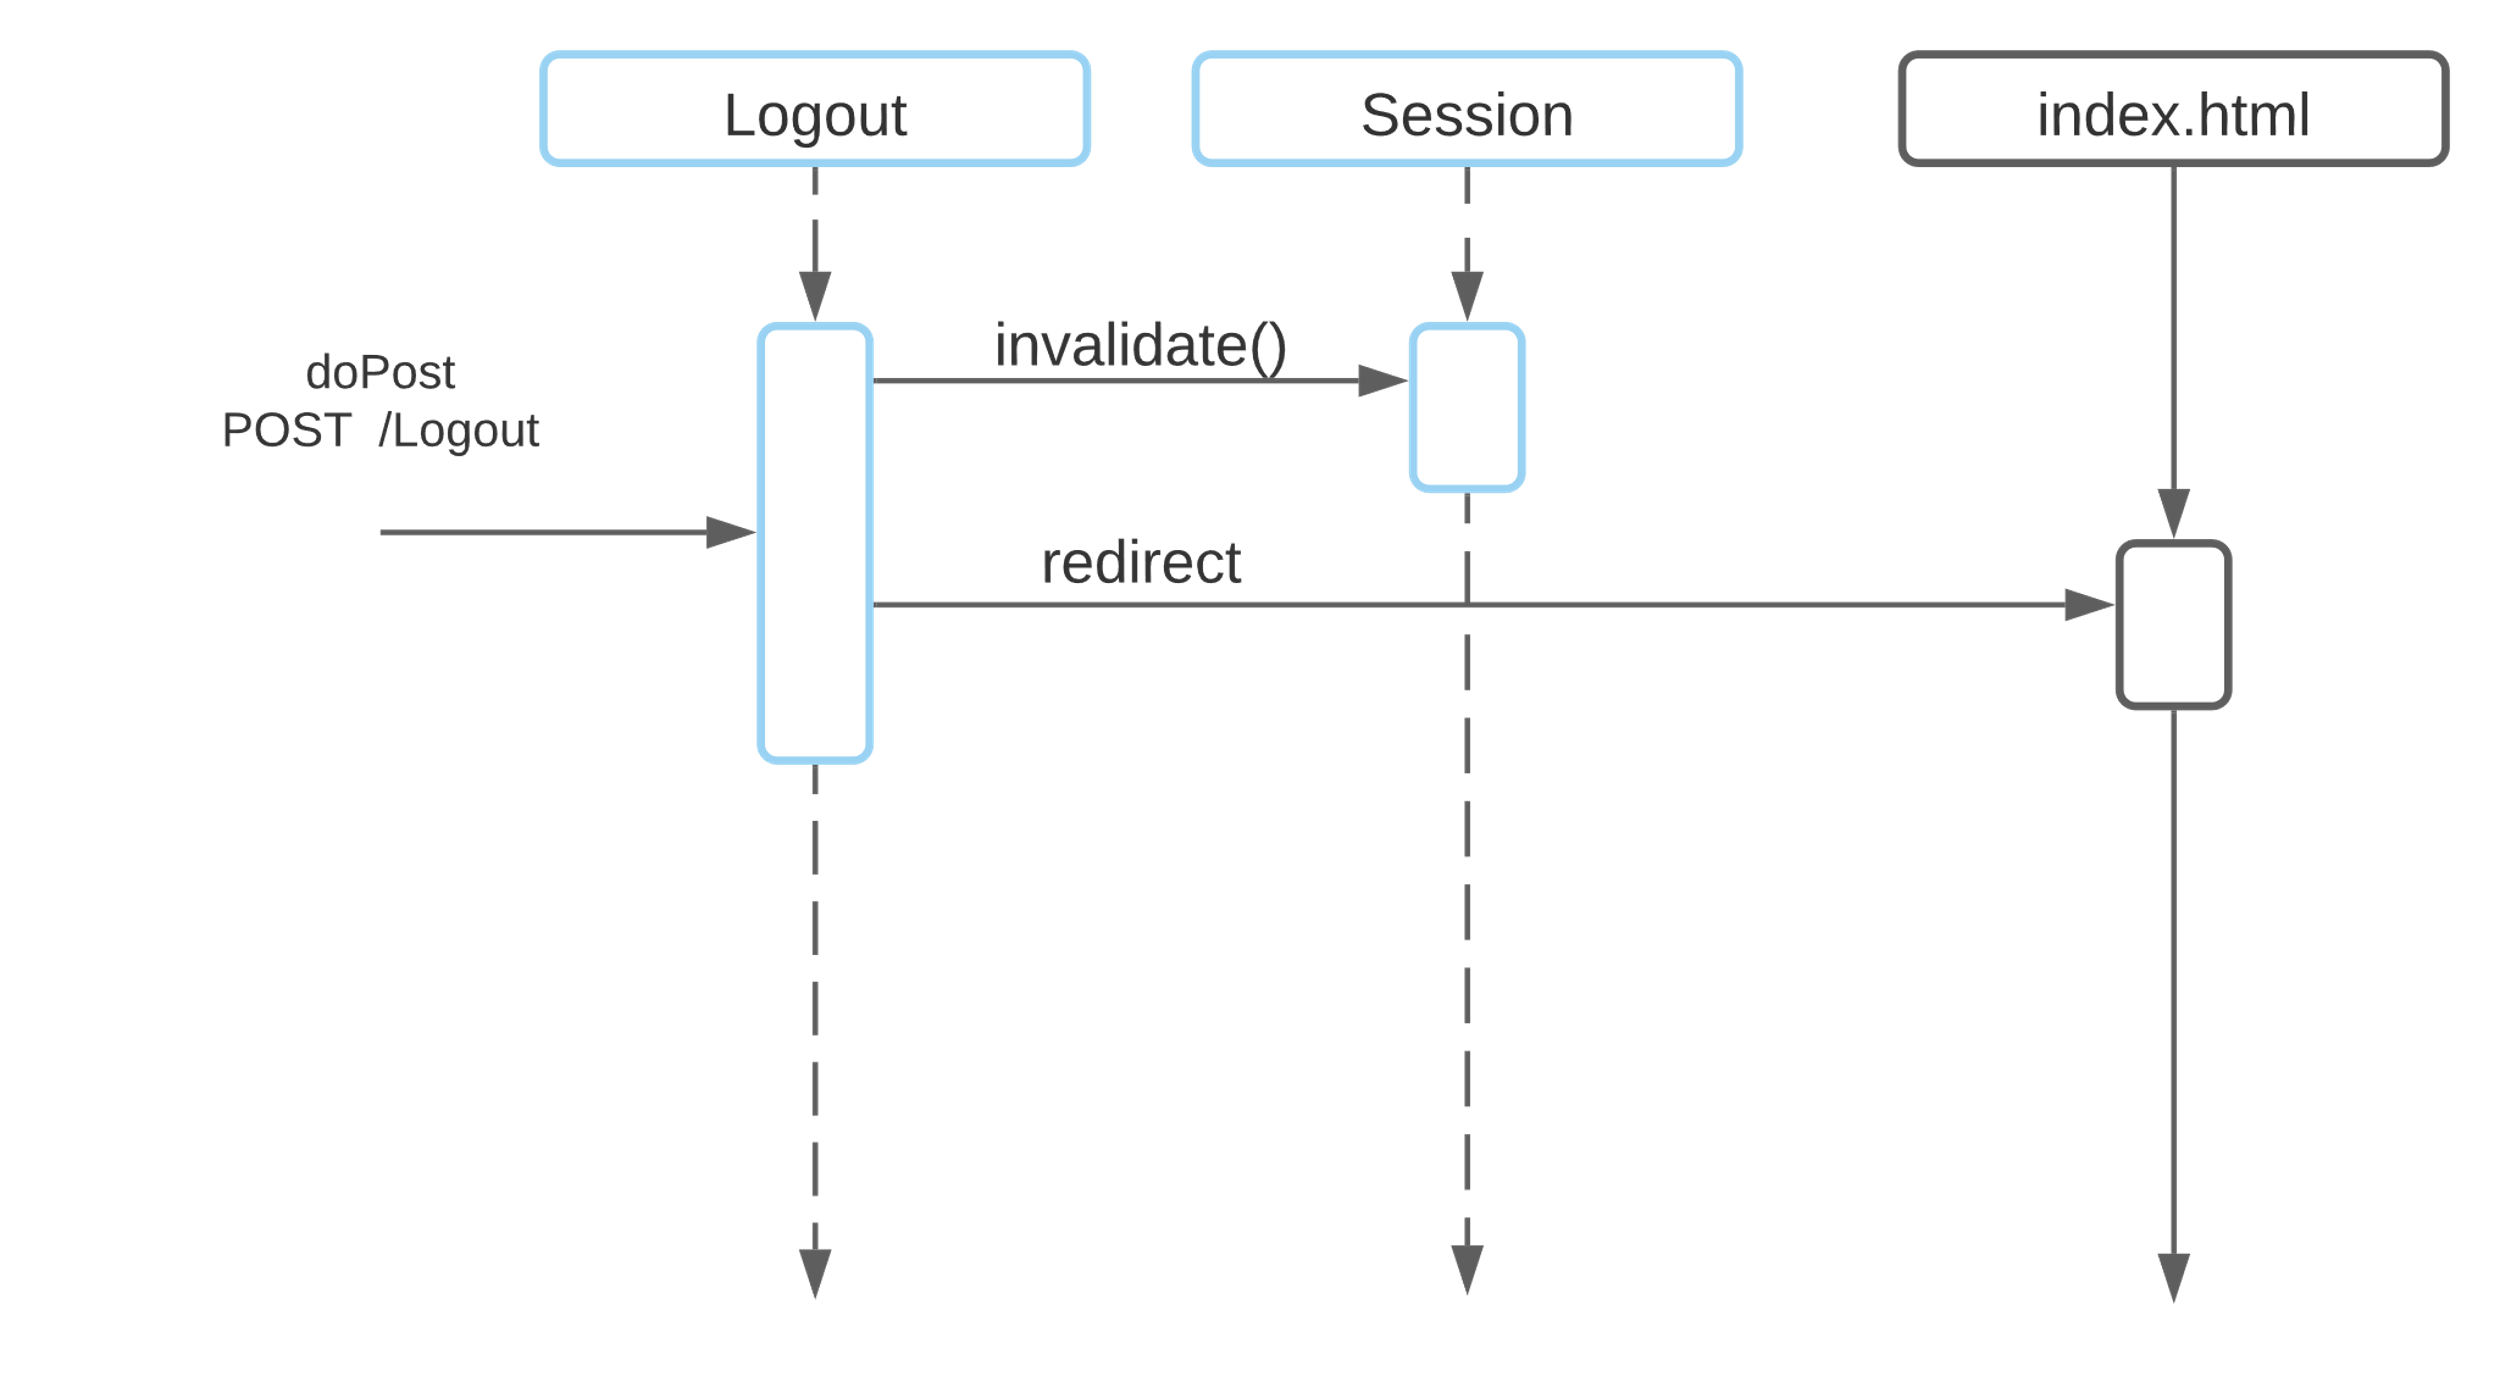 Logout
Session
index.html
invalidate()
doPost
POST  /Logout
redirect